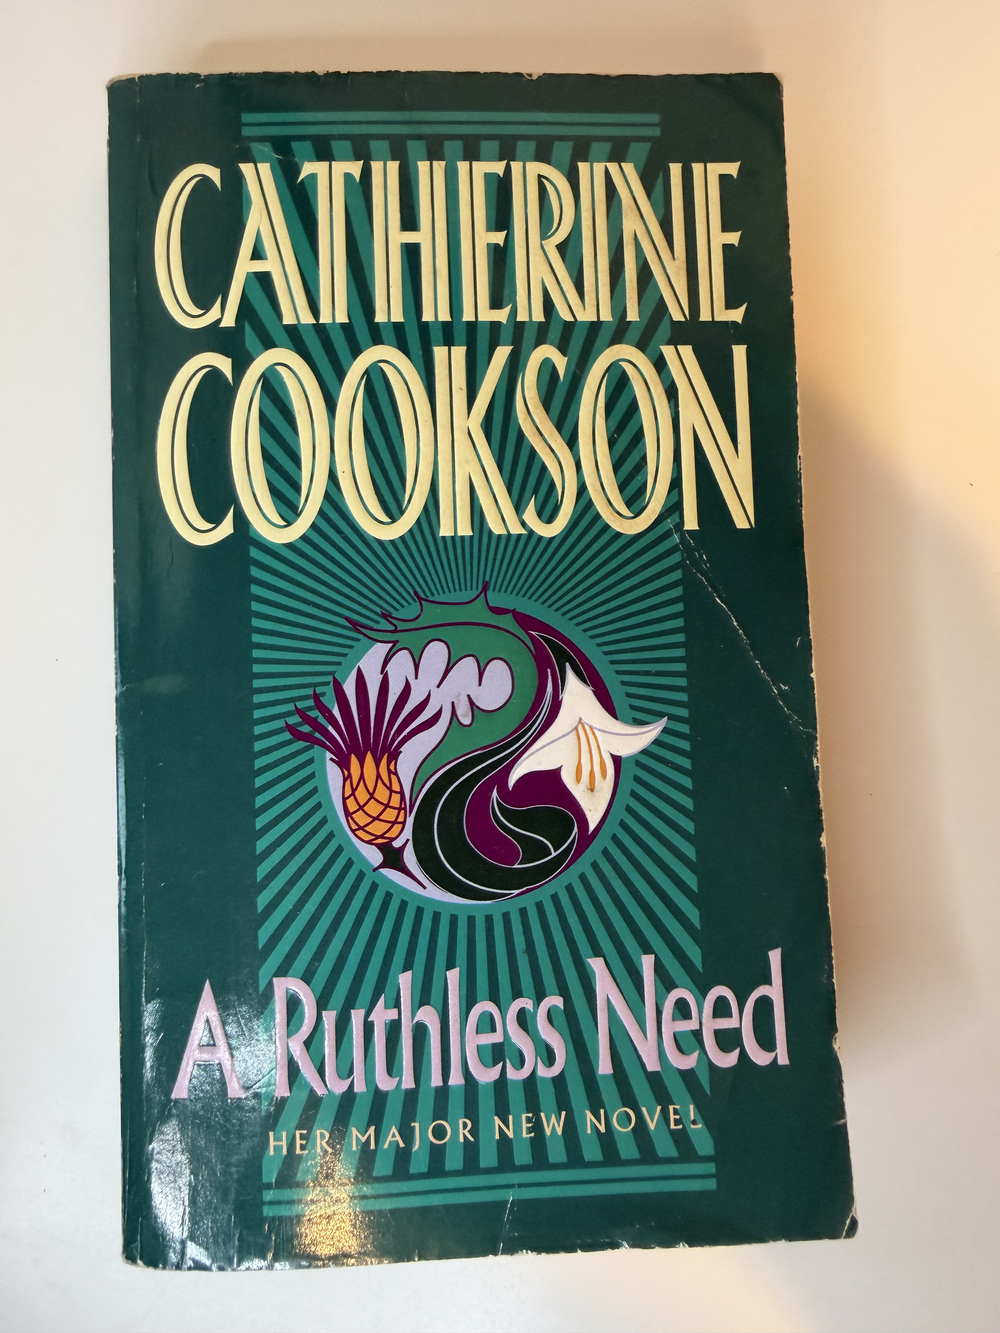 CATHERINE
COOKSON
A Ruthless Need
HER MAJOR NEW NOVEL